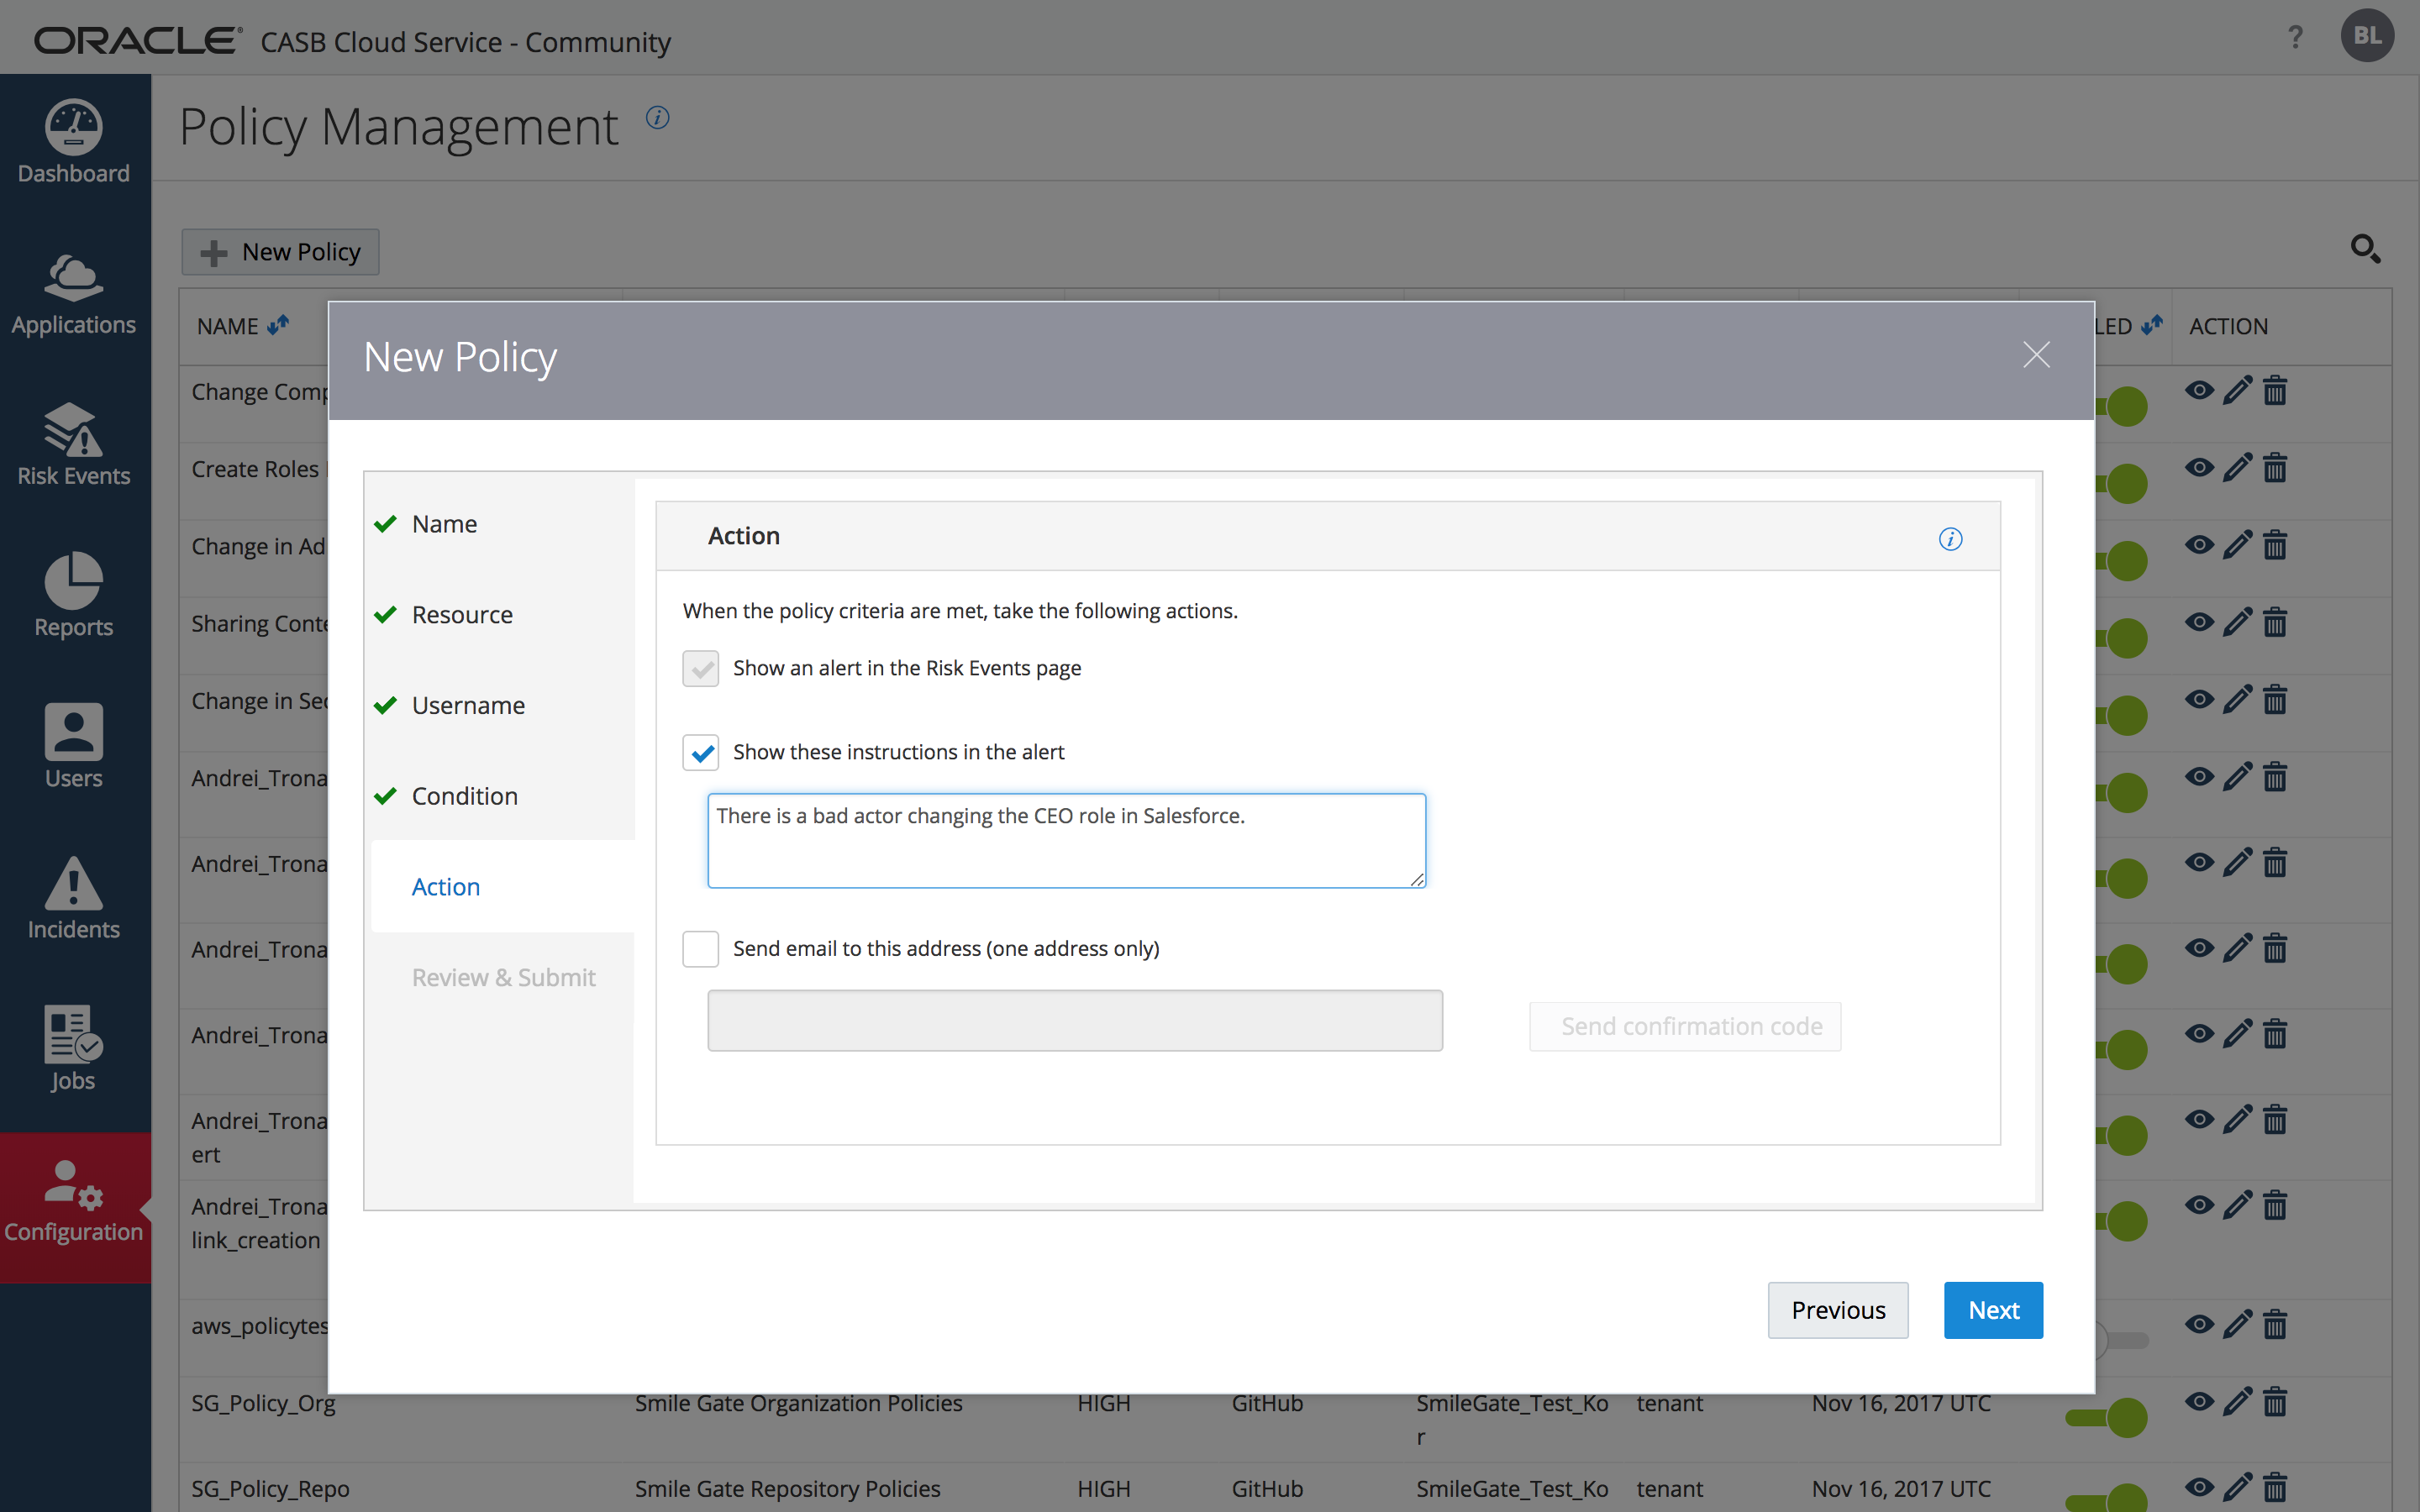 ORACLE® CASB Cloud Service - Community
?
BL
Dashboard
Applications
Risk Events
Reports
Users
Incidents
Jobs
Configuration
Policy Management i
New Policy
NAME
LED
ACTION
Change Comp
Create Roles
Change in Ad
Sharing Conte
Change in Sec
Andrei_Trona
Andrei_Trona
Andrei_Trona
Andrei_Trona
Andrei_Trona
ert
Andrei_Trona
link_creation
aws_policytes
SG_Policy_Org Smile Gate Organization Policies HIGH GitHub SmileGate_Test_Ko tenant Nov 16, 2017 UTC
r
SG_Policy_Repo Smile Gate Repository Policies HIGH GitHub SmileGate_Test_Ko tenant Nov 16, 2017 UTC
New Policy
Name
Resource
Username
Condition
Action
Review & Submit
Action i
When the policy criteria are met, take the following actions.
Show an alert in the Risk Events page
Show these instructions in the alert
There is a bad actor changing the CEO role in Salesforce.
Send email to this address (one address only)
Send confirmation code
Previous
Next